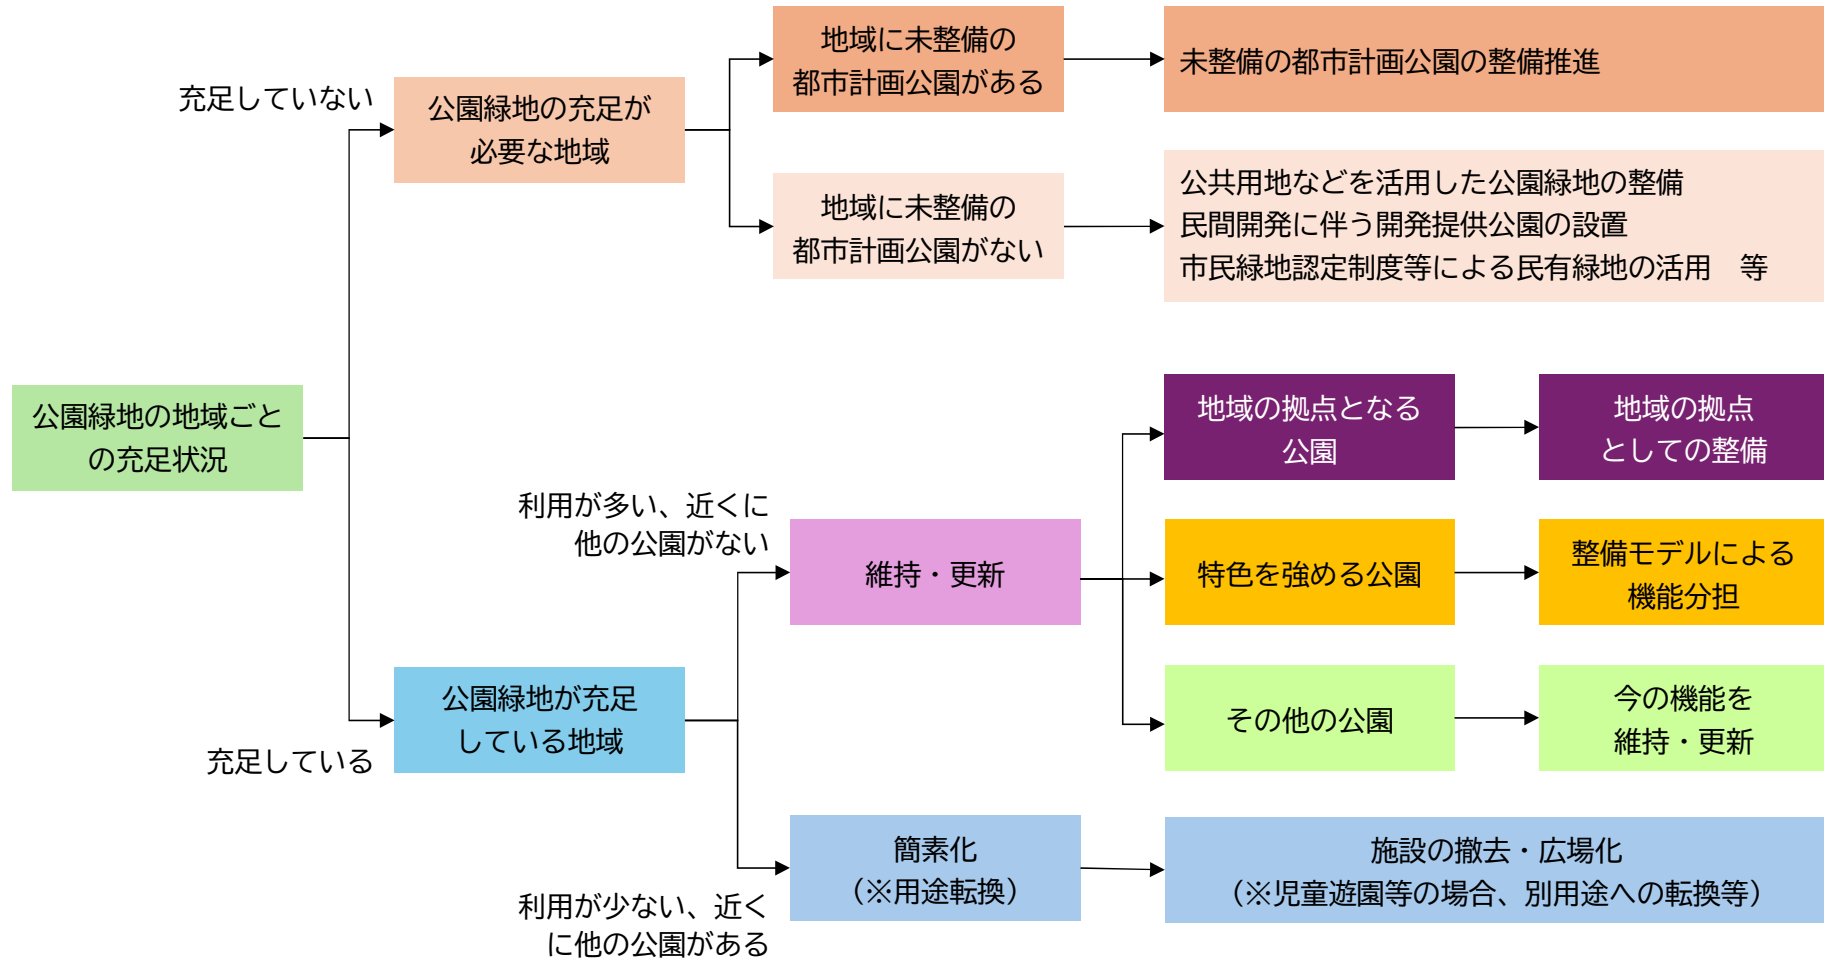 公園緑地の地域ごと
の充足状況
充足していない
公園緑地の充足が
必要な地域
地域に未整備の
都市計画公園がある
未整備の都市計画公園の整備推進
地域に未整備の
都市計画公園がない
公共用地などを活用した公園緑地の整備
民間開発に伴う開発提供公園の設置
市民緑地認定制度等による民有緑地の活用　等
充足している
公園緑地が充足
している地域
利用が多い、近くに
他の公園がない
維持・更新
地域の拠点となる
公園
地域の拠点
としての整備
特色を強める公園
整備モデルによる
機能分担
その他の公園
今の機能を
維持・更新
利用が少ない、近く
に他の公園がある
簡素化
（※用途転換）
施設の撤去・広場化
（※児童遊園等の場合、別用途への転換等）